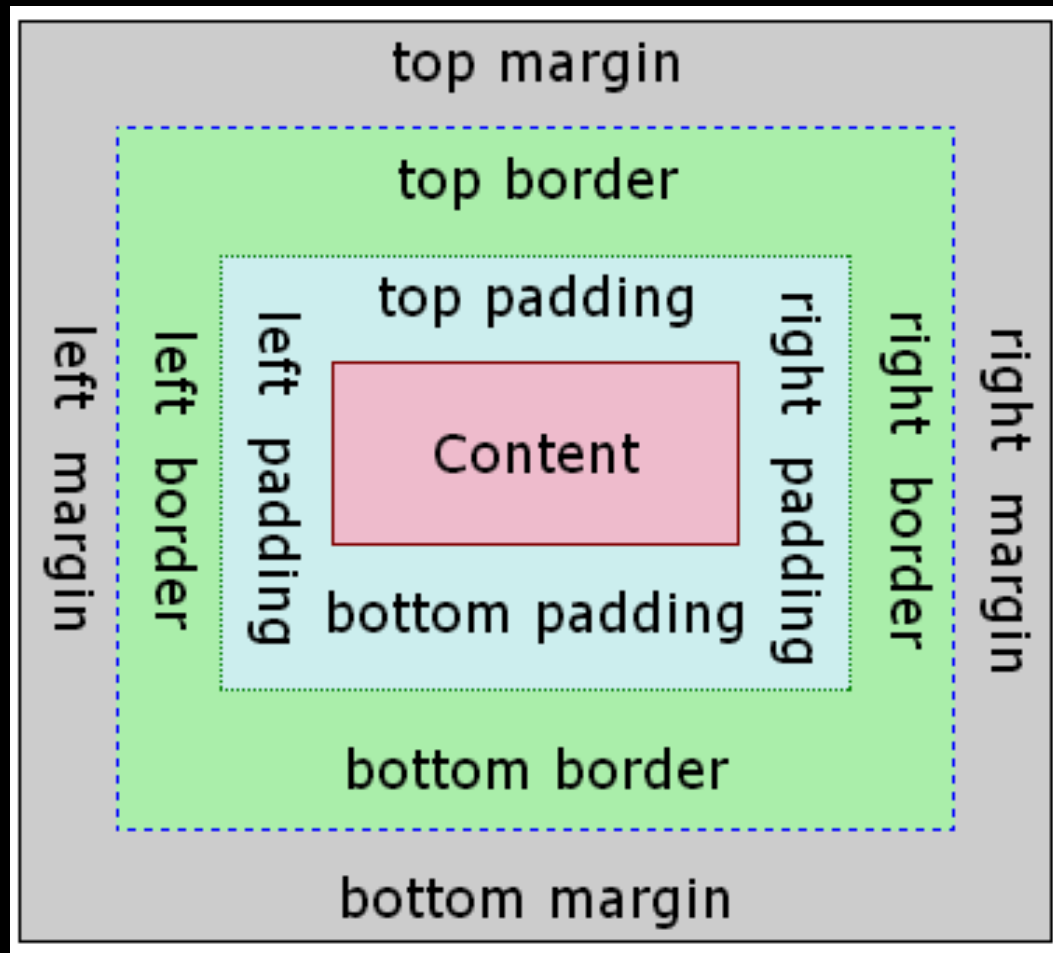 top margin
top border
top padding
left margin
left border
left padding
Content
right padding
right border
right margin
bottom padding
bottom border
bottom margin